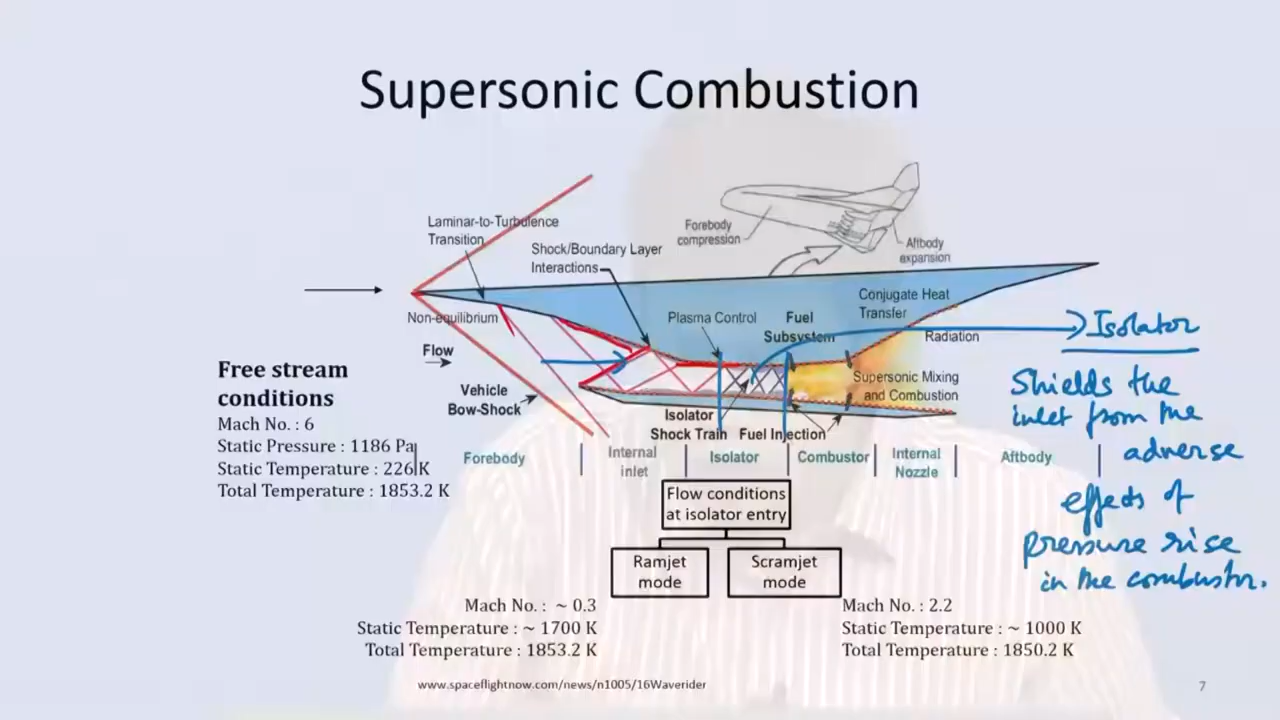 Supersonic Combustion
Laminar-to-Turbulence
Transition
Shock/Boundary Layer
Interactions
Forebody
compression
Aftbody
expansion
Non-equilibrium
Plasma Control
Fuel
Subsystem
Conjugate Heat
Transfer
Radiation
Flow
Vehicle
Bow-Shock
Isolator
Shock Train
Fuel Injection
Supersonic Mixing
and Combustion
Free stream
conditions
Mach No. : 6
Static Pressure : 1186 Pa
Static Temperature : 226 K
Total Temperature : 1853.2 K
Forebody
Internal
inlet
Isolator
Combustor
Internal
Nozzle
Aftbody
Flow conditions
at isolator entry
Ramjet
mode
Scramjet
mode
Mach No. : ~ 0.3
Static Temperature : ~ 1700 K
Total Temperature : 1853.2 K
Mach No. : 2.2
Static Temperature : ~ 1000 K
Total Temperature : 1850.2 K
Isolator
Shields the
inlet from the
adverse
effects of
pressure rise
in the combustor.
www.spaceflightnow.com/news/n1005/16Waverider
7